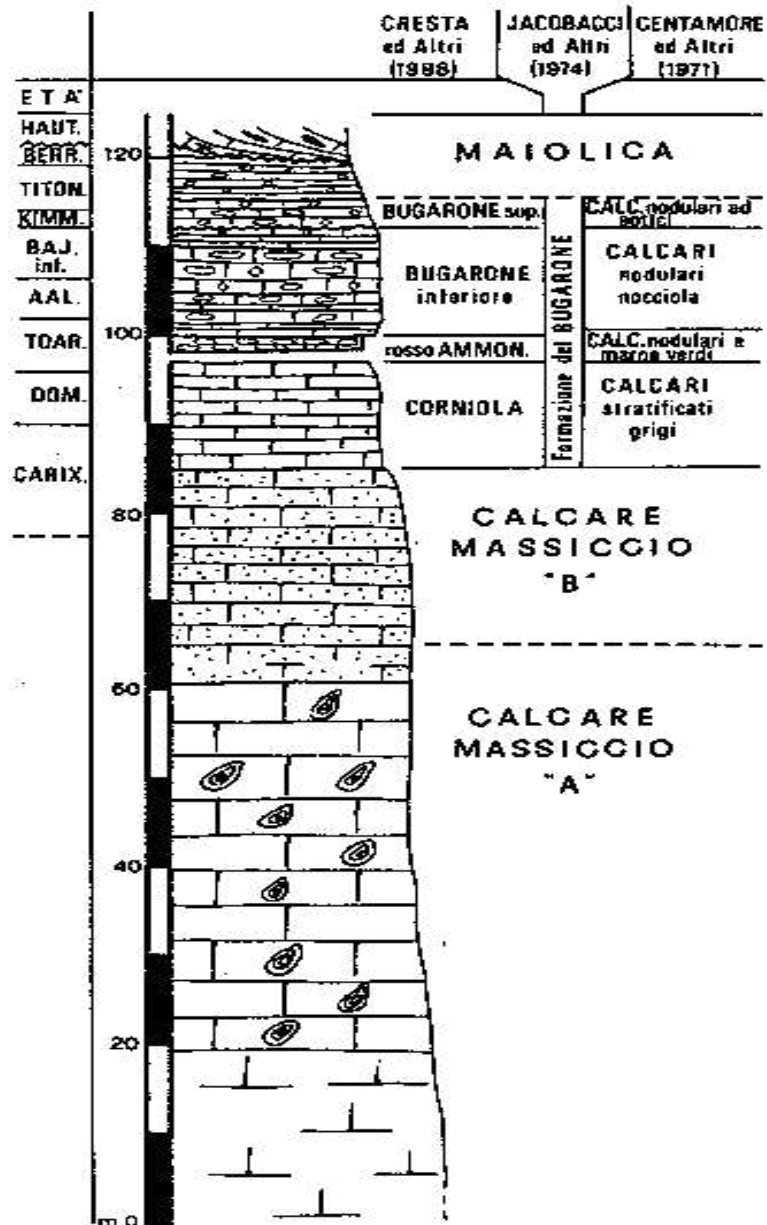 CRESTA
ed Altri
(1988)
JACOBACCI
ed Altri
(1974)
CENTAMORE
ed Altri
(1971)
ETA'
HAUT.
BERR.
TITON.
KIMM.
BAJ.
inf.
AAL.
TOAR.
DOM.
CARIX.
120
100
80
60
40
20
m 0
MAIOLICA
BUGARONE sup.
CALC. nodulari ad
aptici
BUGARONE
inferiore
CALCARI
nodulari
nocciola
rosso AMMON.
CALC. nodulari e
marne verdi
CORNIOLA
CALCARI
stratificati
grigi
Formazione del BUGARONE
CALCARE
MASSICCIO
"B"
CALCARE
MASSICCIO
"A"